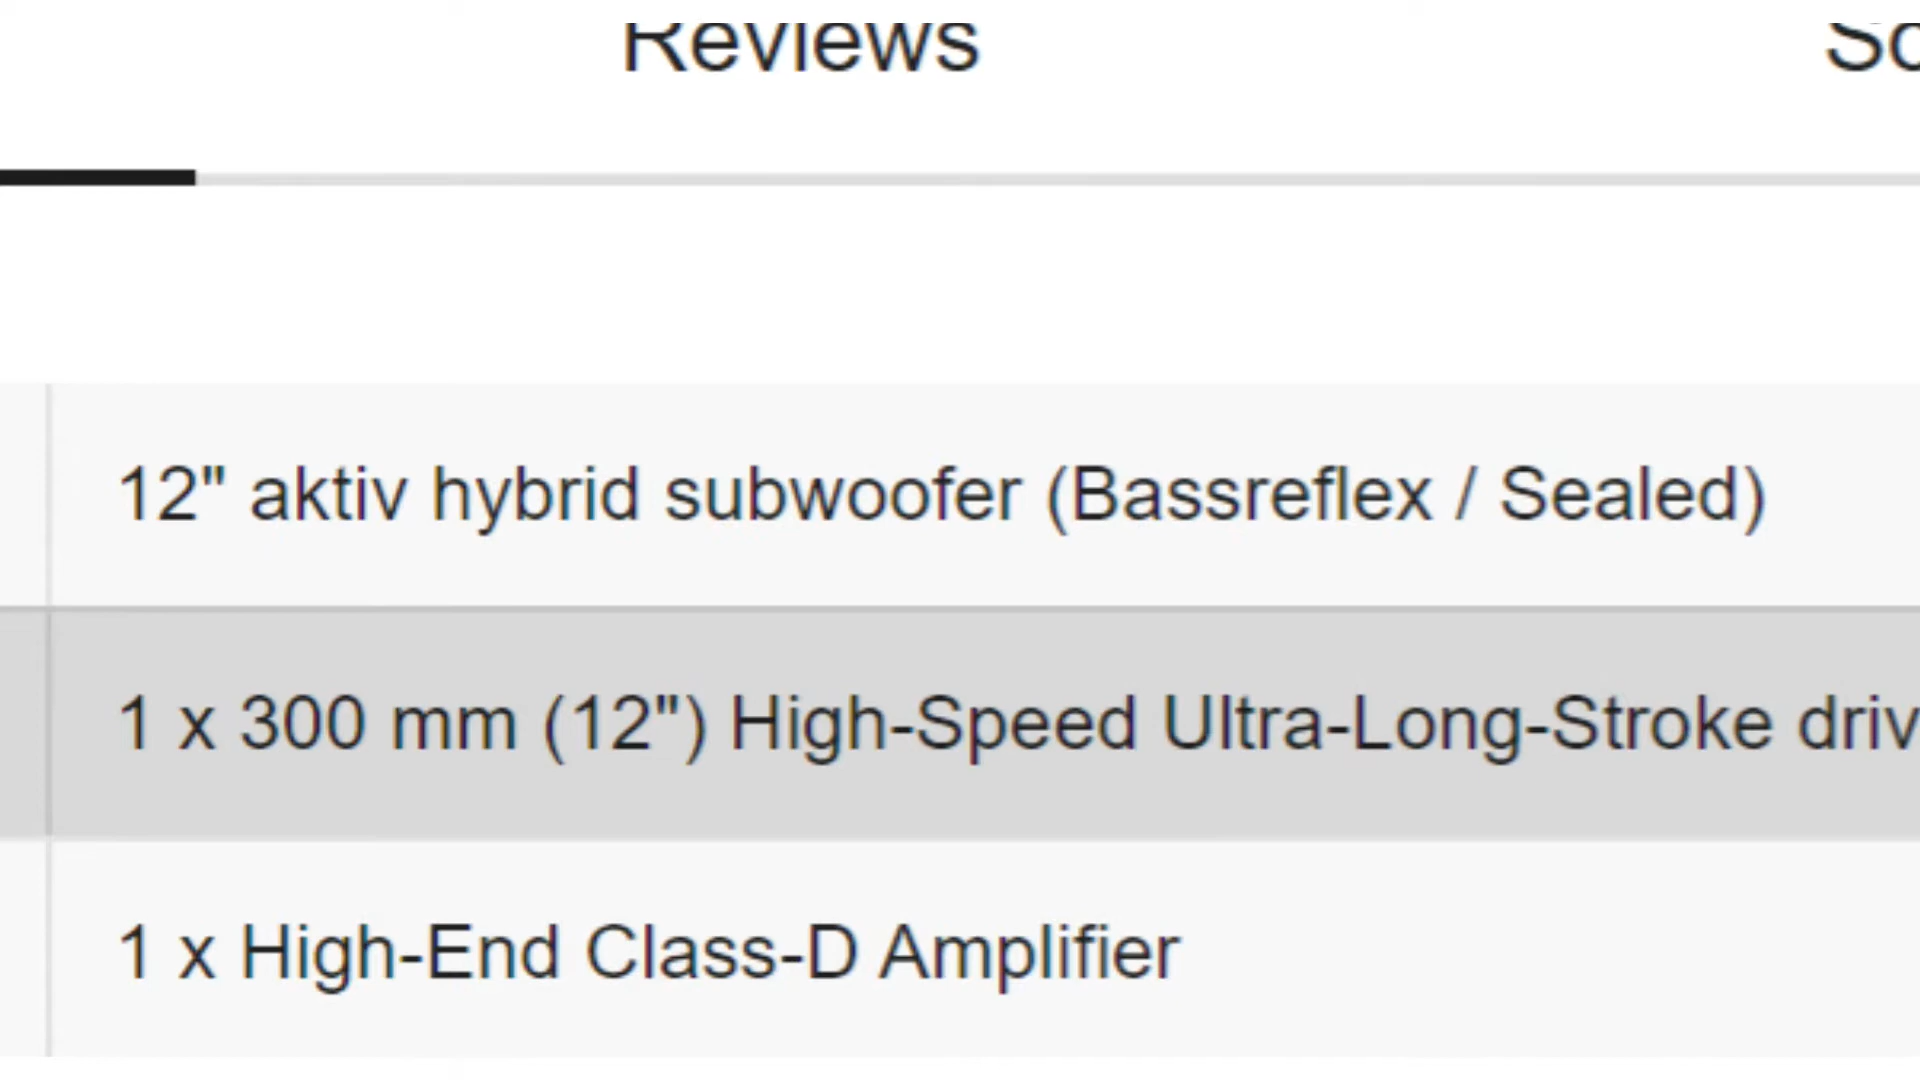 Reviews
12" aktiv hybrid subwoofer (Bassreflex / Sealed)
1 x 300 mm (12") High-Speed Ultra-Long-Stroke
1 x High-End Class-D Amplifier